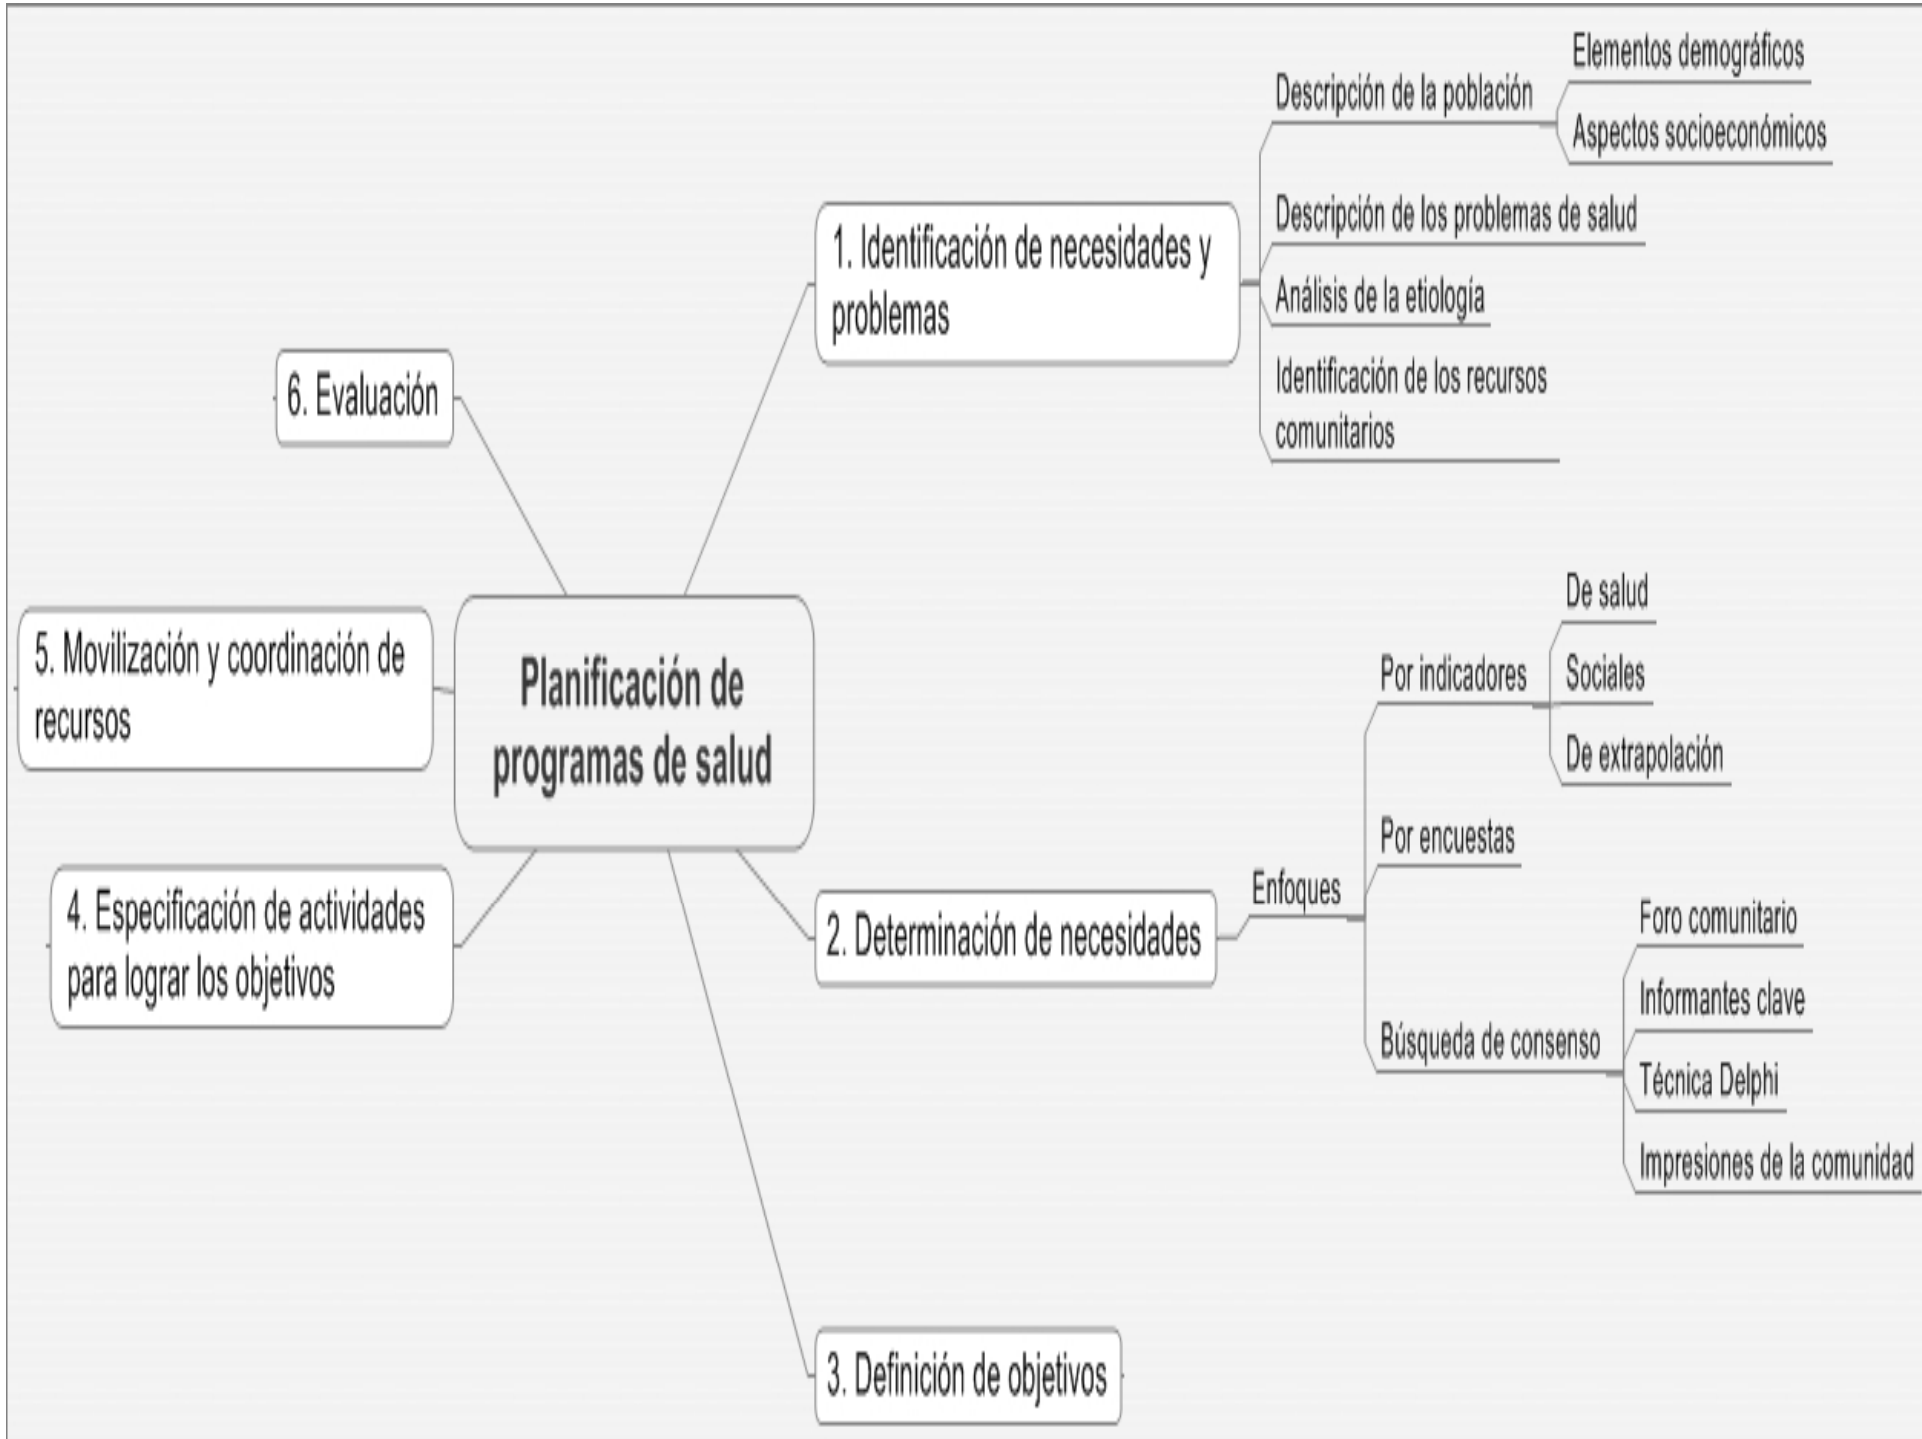 Planificación de
programas de salud
1. Identificación de necesidades y
problemas
Descripción de la población
Elementos demográficos
Aspectos socioeconómicos
Descripción de los problemas de salud
Análisis de la etiología
Identificación de los recursos
comunitarios
2. Determinación de necesidades
Enfoques
Por indicadores
De salud
Sociales
De extrapolación
Por encuestas
Búsqueda de consenso
Foro comunitario
Informantes clave
Técnica Delphi
Impresiones de la comunidad
3. Definición de objetivos
4. Especificación de actividades
para lograr los objetivos
5. Movilización y coordinación de
recursos
6. Evaluación